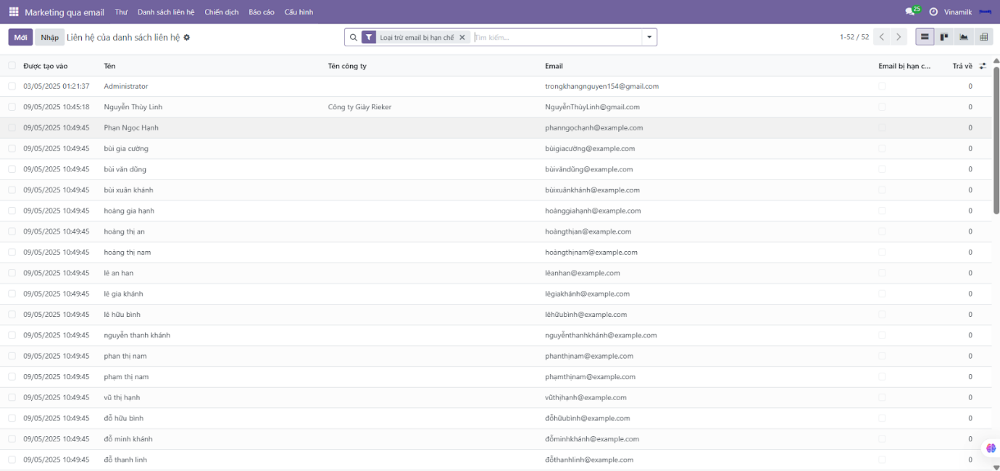 Marketing qua email Thư Danh sách liên hệ Chiến dịch Báo cáo Cấu hình 25 Vinamilk
Mới Nhập Liên hệ của danh sách liên hệ Loại trừ email bị hạn chế Tìm kiếm... 1-52 / 52
Được tạo vào Tên Tên công ty Email Email bị hạn c... Trả về
03/05/2025 01:21:37 Administrator trongkhangnguyen154@gmail.com 0
09/05/2025 10:45:18 Nguyễn Thùy Linh Công ty Giày Rieker NguyễnThùyLinh@gmail.com 0
09/05/2025 10:49:45 Phan Ngọc Hạnh phanngọchạnh@example.com 0
09/05/2025 10:49:45 bùi gia cường bùigiacường@example.com 0
09/05/2025 10:49:45 bùi văn dũng bùivăndũng@example.com 0
09/05/2025 10:49:45 bùi xuân khánh bùixuânkhánh@example.com 0
09/05/2025 10:49:45 hoàng gia hạnh hoànggiahạnh@example.com 0
09/05/2025 10:49:45 hoàng thị an hoàngthịan@example.com 0
09/05/2025 10:49:45 hoàng thị nam hoàngthịnam@example.com 0
09/05/2025 10:49:45 lê an han lêanhan@example.com 0
09/05/2025 10:49:45 lê gia khánh lêgiakhánh@example.com 0
09/05/2025 10:49:45 lê hữu bình lêhữubình@example.com 0
09/05/2025 10:49:45 nguyễn thanh khánh nguyễnthanhkhánh@example.com 0
09/05/2025 10:49:45 phan thị nam phanthịnam@example.com 0
09/05/2025 10:49:45 phạm thị nam phạmthịnam@example.com 0
09/05/2025 10:49:45 vũ thị hạnh vũthịhạnh@example.com 0
09/05/2025 10:49:45 đỗ hữu bình đỗhữubình@example.com 0
09/05/2025 10:49:45 đỗ minh khánh đỗminhkhánh@example.com 0
09/05/2025 10:49:45 đỗ thanh linh đỗthanhlinh@example.com 0